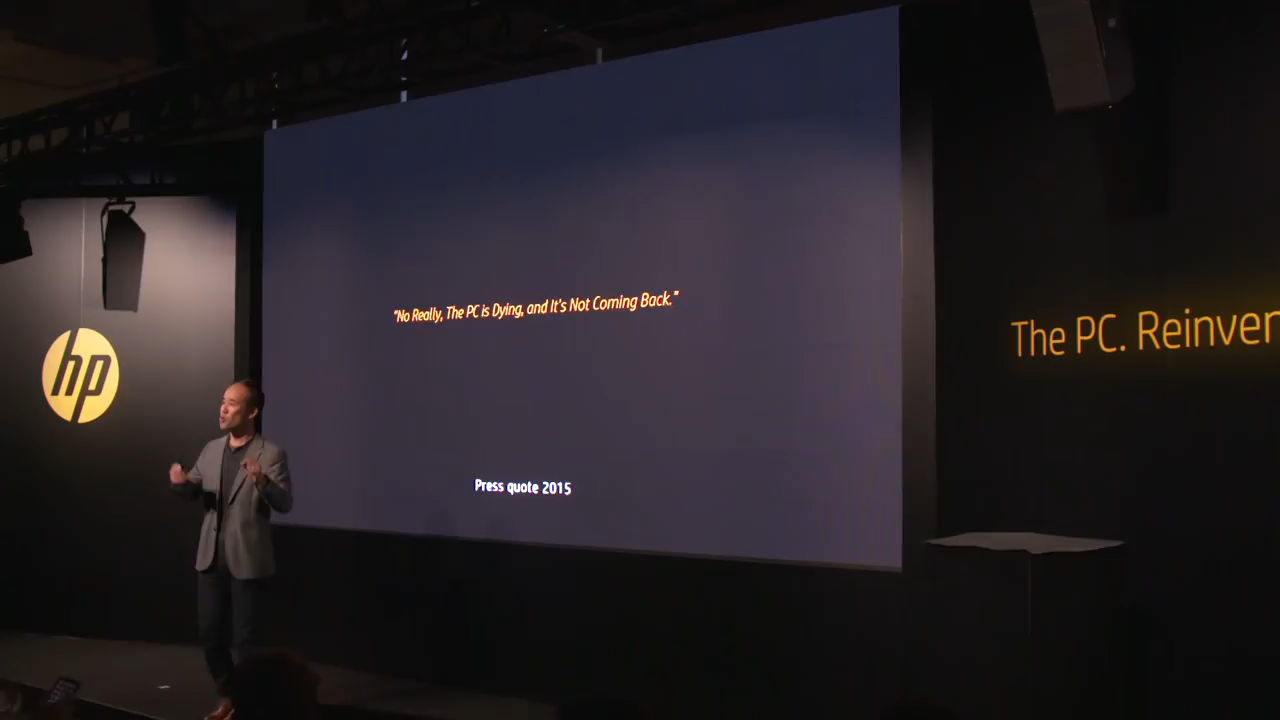 "No Really, The PC is Dying, and It's Not Coming Back."
Press quote 2015
hp
The PC. Reinven